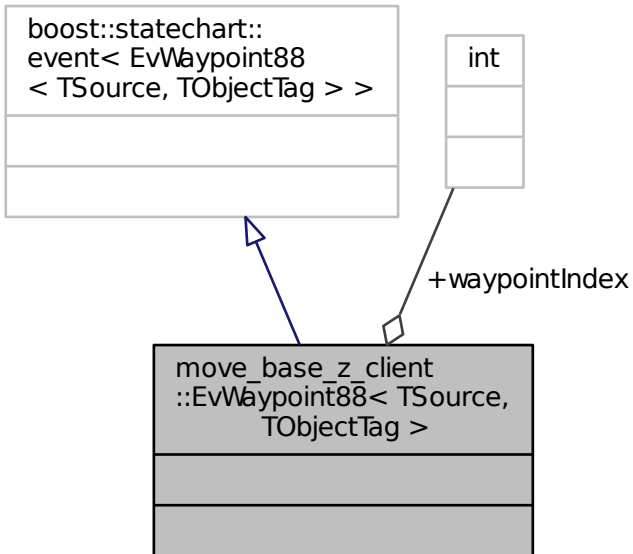 boost::statechart::
event< EvWaypoint88
< TSource, TObjectTag > >
int
+waypointIndex
move_base_z_client
::EvWaypoint88< TSource,
TObjectTag >